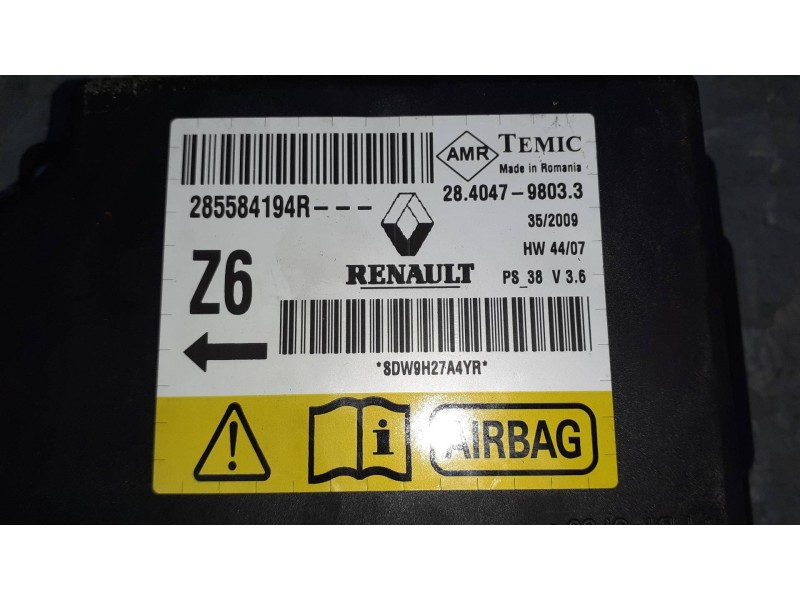 AMR TEMIC
Made in Romania
285584194R--- 28.4047-9803.3
35/2009
Z6 HW 44/07
RENAULT PS_38 V 3.6
*8DW9H27A4YR*
! i AIRBAG